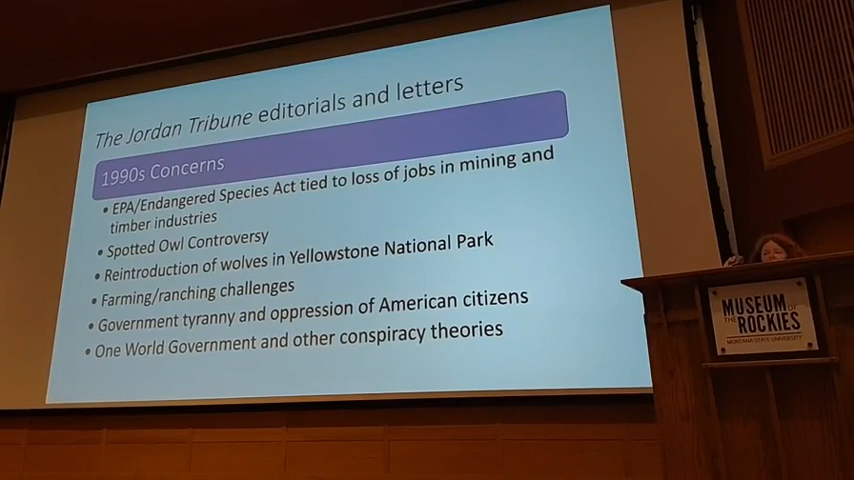 The Jordan Tribune editorials and letters
1990s Concerns
• EPA/Endangered Species Act tied to loss of jobs in mining and
timber industries
• Spotted Owl Controversy
• Reintroduction of wolves in Yellowstone National Park
• Farming/ranching challenges
• Government tyranny and oppression of American citizens
• One World Government and other conspiracy theories
MUSEUM OF
THE ROCKIES
MONTANA STATE UNIVERSITY